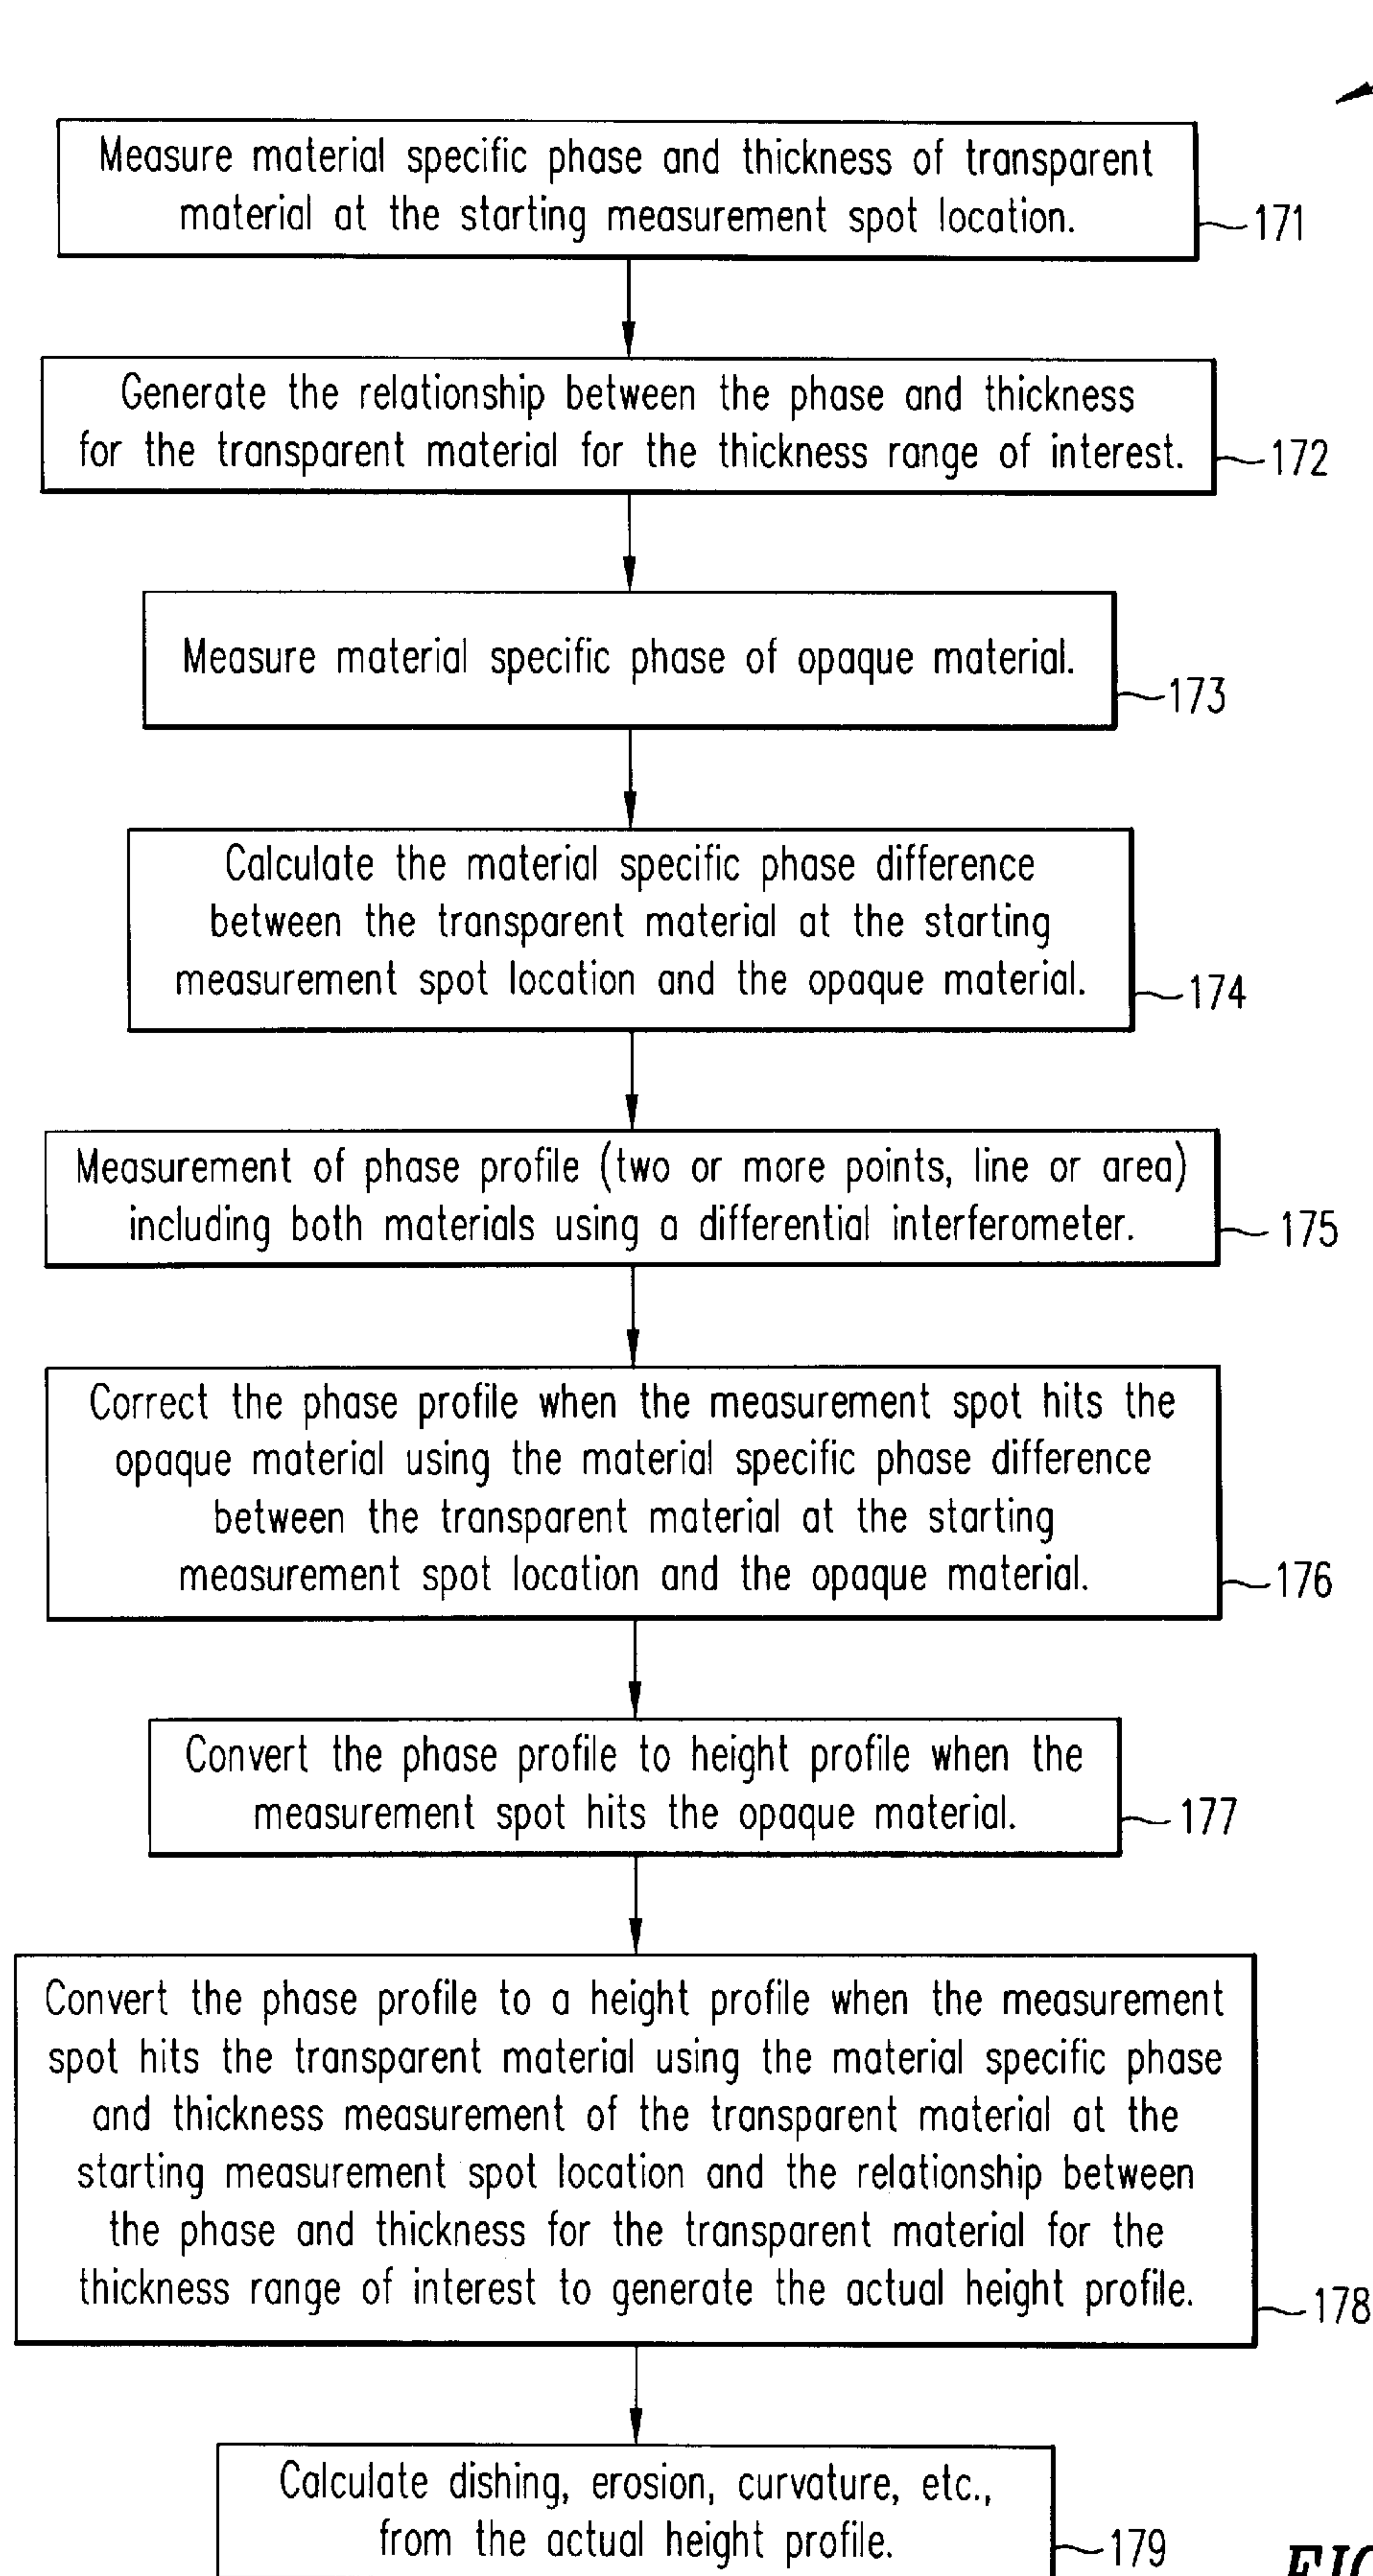 Measure material specific phase and thickness of transparent
material at the starting measurement spot location.
171
Generate the relationship between the phase and thickness
for the transparent material for the thickness range of interest.
172
Measure material specific phase of opaque material.
173
Calculate the material specific phase difference
between the transparent material at the starting
measurement spot location and the opaque material.
174
Measurement of phase profile (two or more points, line or area)
including both materials using a differential interferometer.
175
Correct the phase profile when the measurement spot hits the
opaque material using the material specific phase difference
between the transparent material at the starting
measurement spot location and the opaque material.
176
Convert the phase profile to height profile when the
measurement spot hits the opaque material.
177
Convert the phase profile to a height profile when the measurement
spot hits the transparent material using the material specific phase
and thickness measurement of the transparent material at the
starting measurement spot location and the relationship between
the phase and thickness for the transparent material for the
thickness range of interest to generate the actual height profile.
178
Calculate dishing, erosion, curvature, etc.,
from the actual height profile.
179